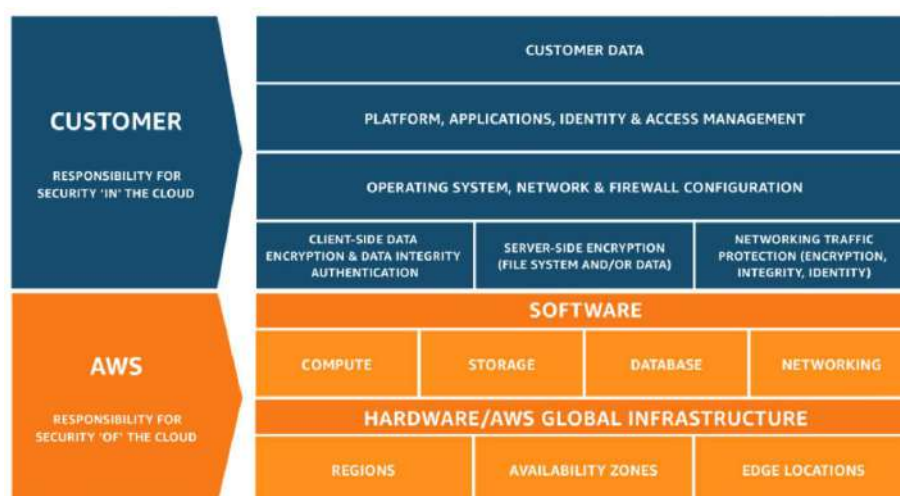 CUSTOMER
RESPONSIBILITY FOR
SECURITY 'IN' THE CLOUD
CUSTOMER DATA
PLATFORM, APPLICATIONS, IDENTITY & ACCESS MANAGEMENT
OPERATING SYSTEM, NETWORK & FIREWALL CONFIGURATION
CLIENT-SIDE DATA
ENCRYPTION & DATA INTEGRITY
AUTHENTICATION
SERVER-SIDE ENCRYPTION
(FILE SYSTEM AND/OR DATA)
NETWORKING TRAFFIC
PROTECTION (ENCRYPTION,
INTEGRITY, IDENTITY)
AWS
RESPONSIBILITY FOR
SECURITY 'OF' THE CLOUD
SOFTWARE
COMPUTE
STORAGE
DATABASE
NETWORKING
HARDWARE/AWS GLOBAL INFRASTRUCTURE
REGIONS
AVAILABILITY ZONES
EDGE LOCATIONS